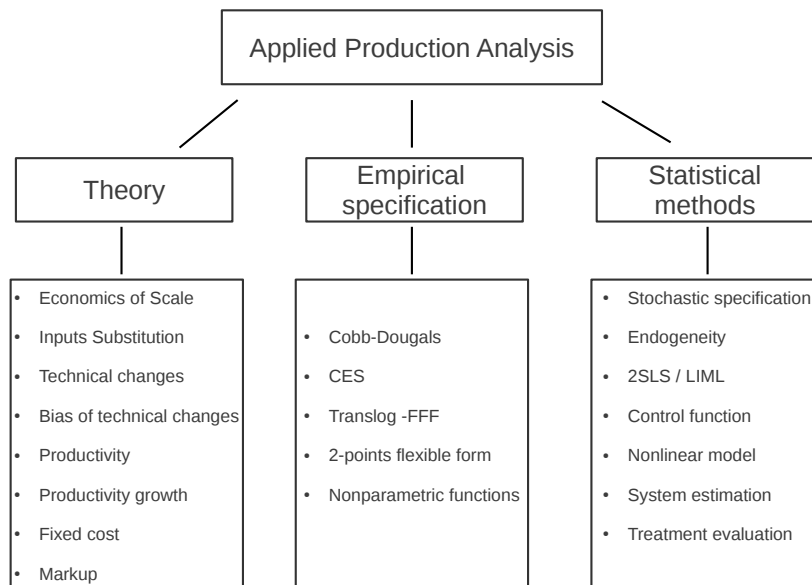 Applied Production Analysis
Theory
Empirical
specification
Statistical
methods
• Economics of Scale
• Inputs Substitution
• Technical changes
• Bias of technical changes
• Productivity
• Productivity growth
• Fixed cost
• Markup
• Cobb-Dougals
• CES
• Translog -FFF
• 2-points flexible form
• Nonparametric functions
• Stochastic specification
• Endogeneity
• 2SLS / LIML
• Control function
• Nonlinear model
• System estimation
• Treatment evaluation